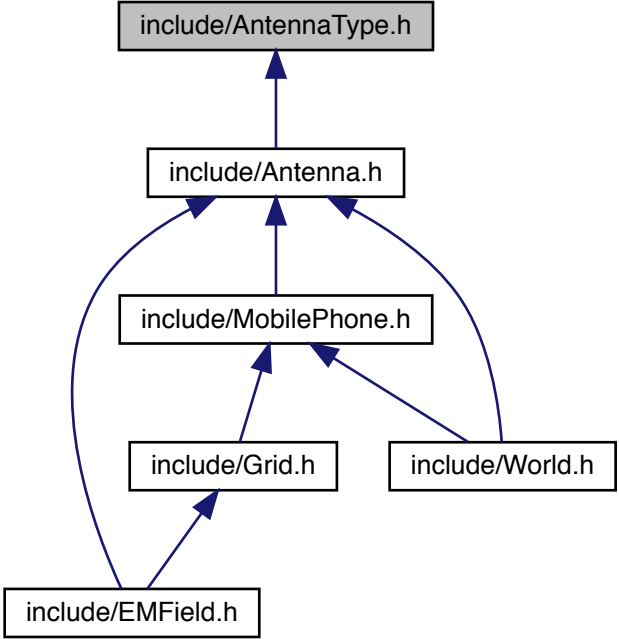 include/AntennaType.h
include/Antenna.h
include/MobilePhone.h
include/Grid.h
include/World.h
include/EMField.h